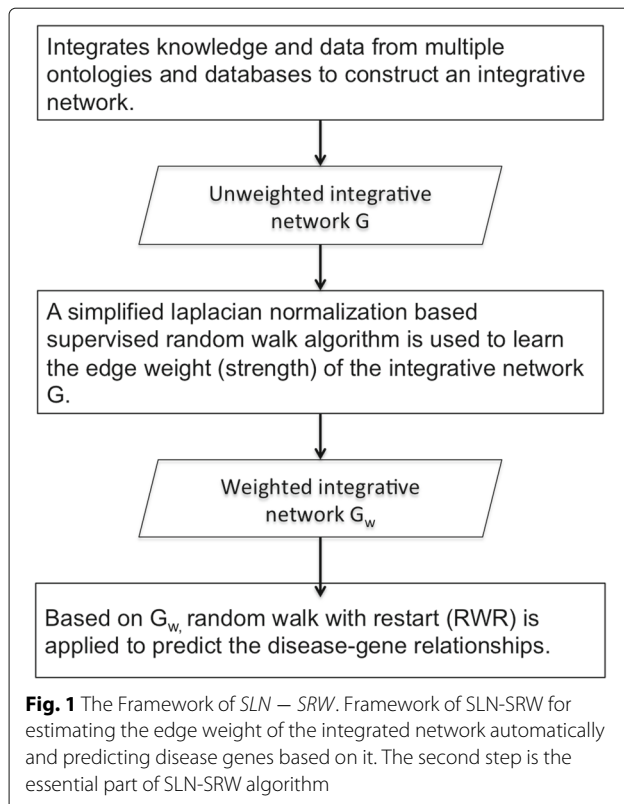 Integrates knowledge and data from multiple
ontologies and databases to construct an integrative
network.
Unweighted integrative
network G
A simplified laplacian normalization based
supervised random walk algorithm is used to learn
the edge weight (strength) of the integrative network
G.
Weighted integrative
network Gw
Based on Gw, random walk with restart (RWR) is
applied to predict the disease-gene relationships.
Fig. 1 The Framework of SLN − SRW. Framework of SLN-SRW for
estimating the edge weight of the integrated network automatically
and predicting disease genes based on it. The second step is the
essential part of SLN-SRW algorithm